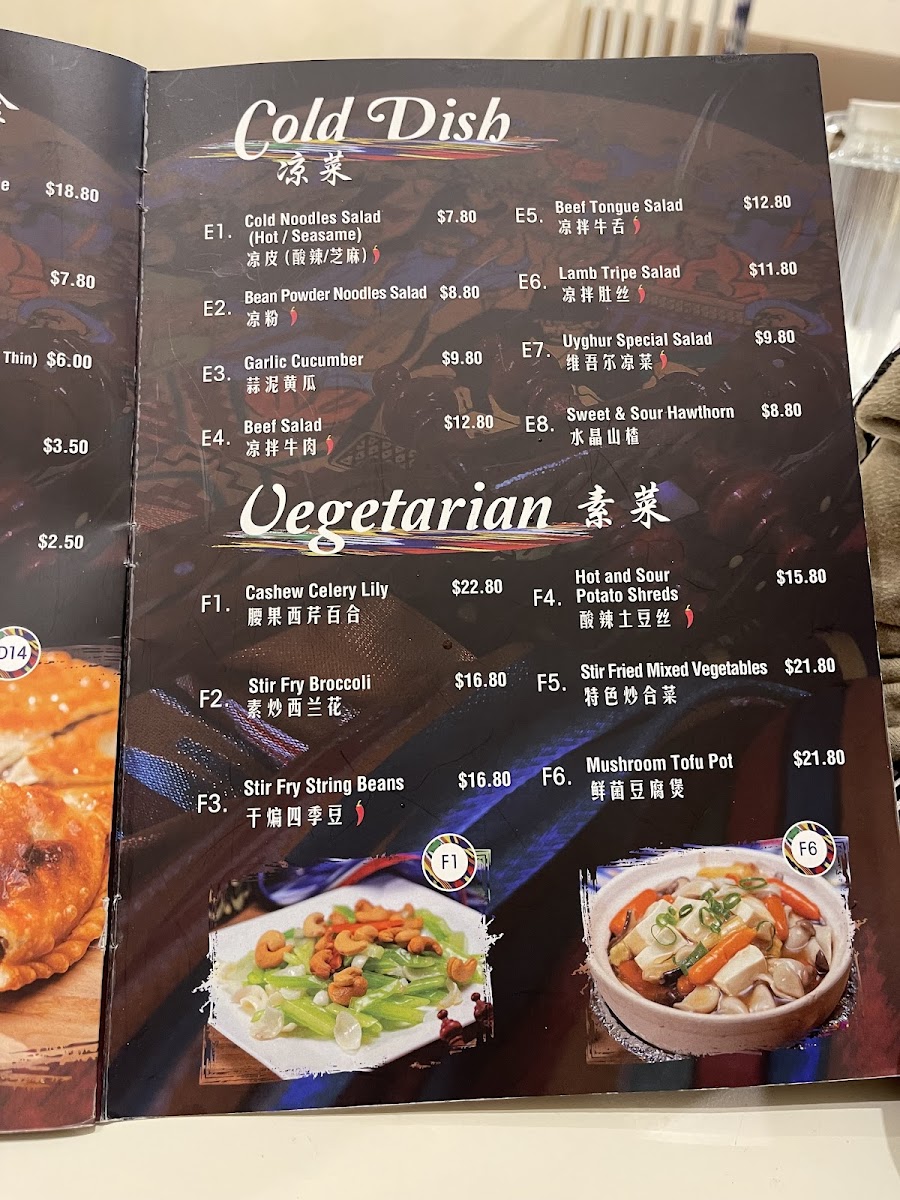 $18.80
$7.80
Thin) $6.00
$3.50
$2.50
D14
Cold Dish
凉菜
E1. Cold Noodles Salad $7.80
(Hot / Seasame)
凉皮 (酸辣/芝麻)
E2. Bean Powder Noodles Salad $8.80
凉粉
E3. Garlic Cucumber $9.80
蒜泥黄瓜
E4. Beef Salad $12.80
凉拌牛肉
E5. Beef Tongue Salad $12.80
凉拌牛舌
E6. Lamb Tripe Salad $11.80
凉拌肚丝
E7. Uyghur Special Salad $9.80
维吾尔凉菜
E8. Sweet & Sour Hawthorn $8.80
水晶山楂
Vegetarian 素菜
F1. Cashew Celery Lily $22.80
腰果西芹百合
F2. Stir Fry Broccoli $16.80
素炒西兰花
F3. Stir Fry String Beans $16.80
干煸四季豆
F4. Hot and Sour $15.80
Potato Shreds
酸辣土豆丝
F5. Stir Fried Mixed Vegetables $21.80
特色炒合菜
F6. Mushroom Tofu Pot $21.80
鲜菌豆腐煲
F1
F6